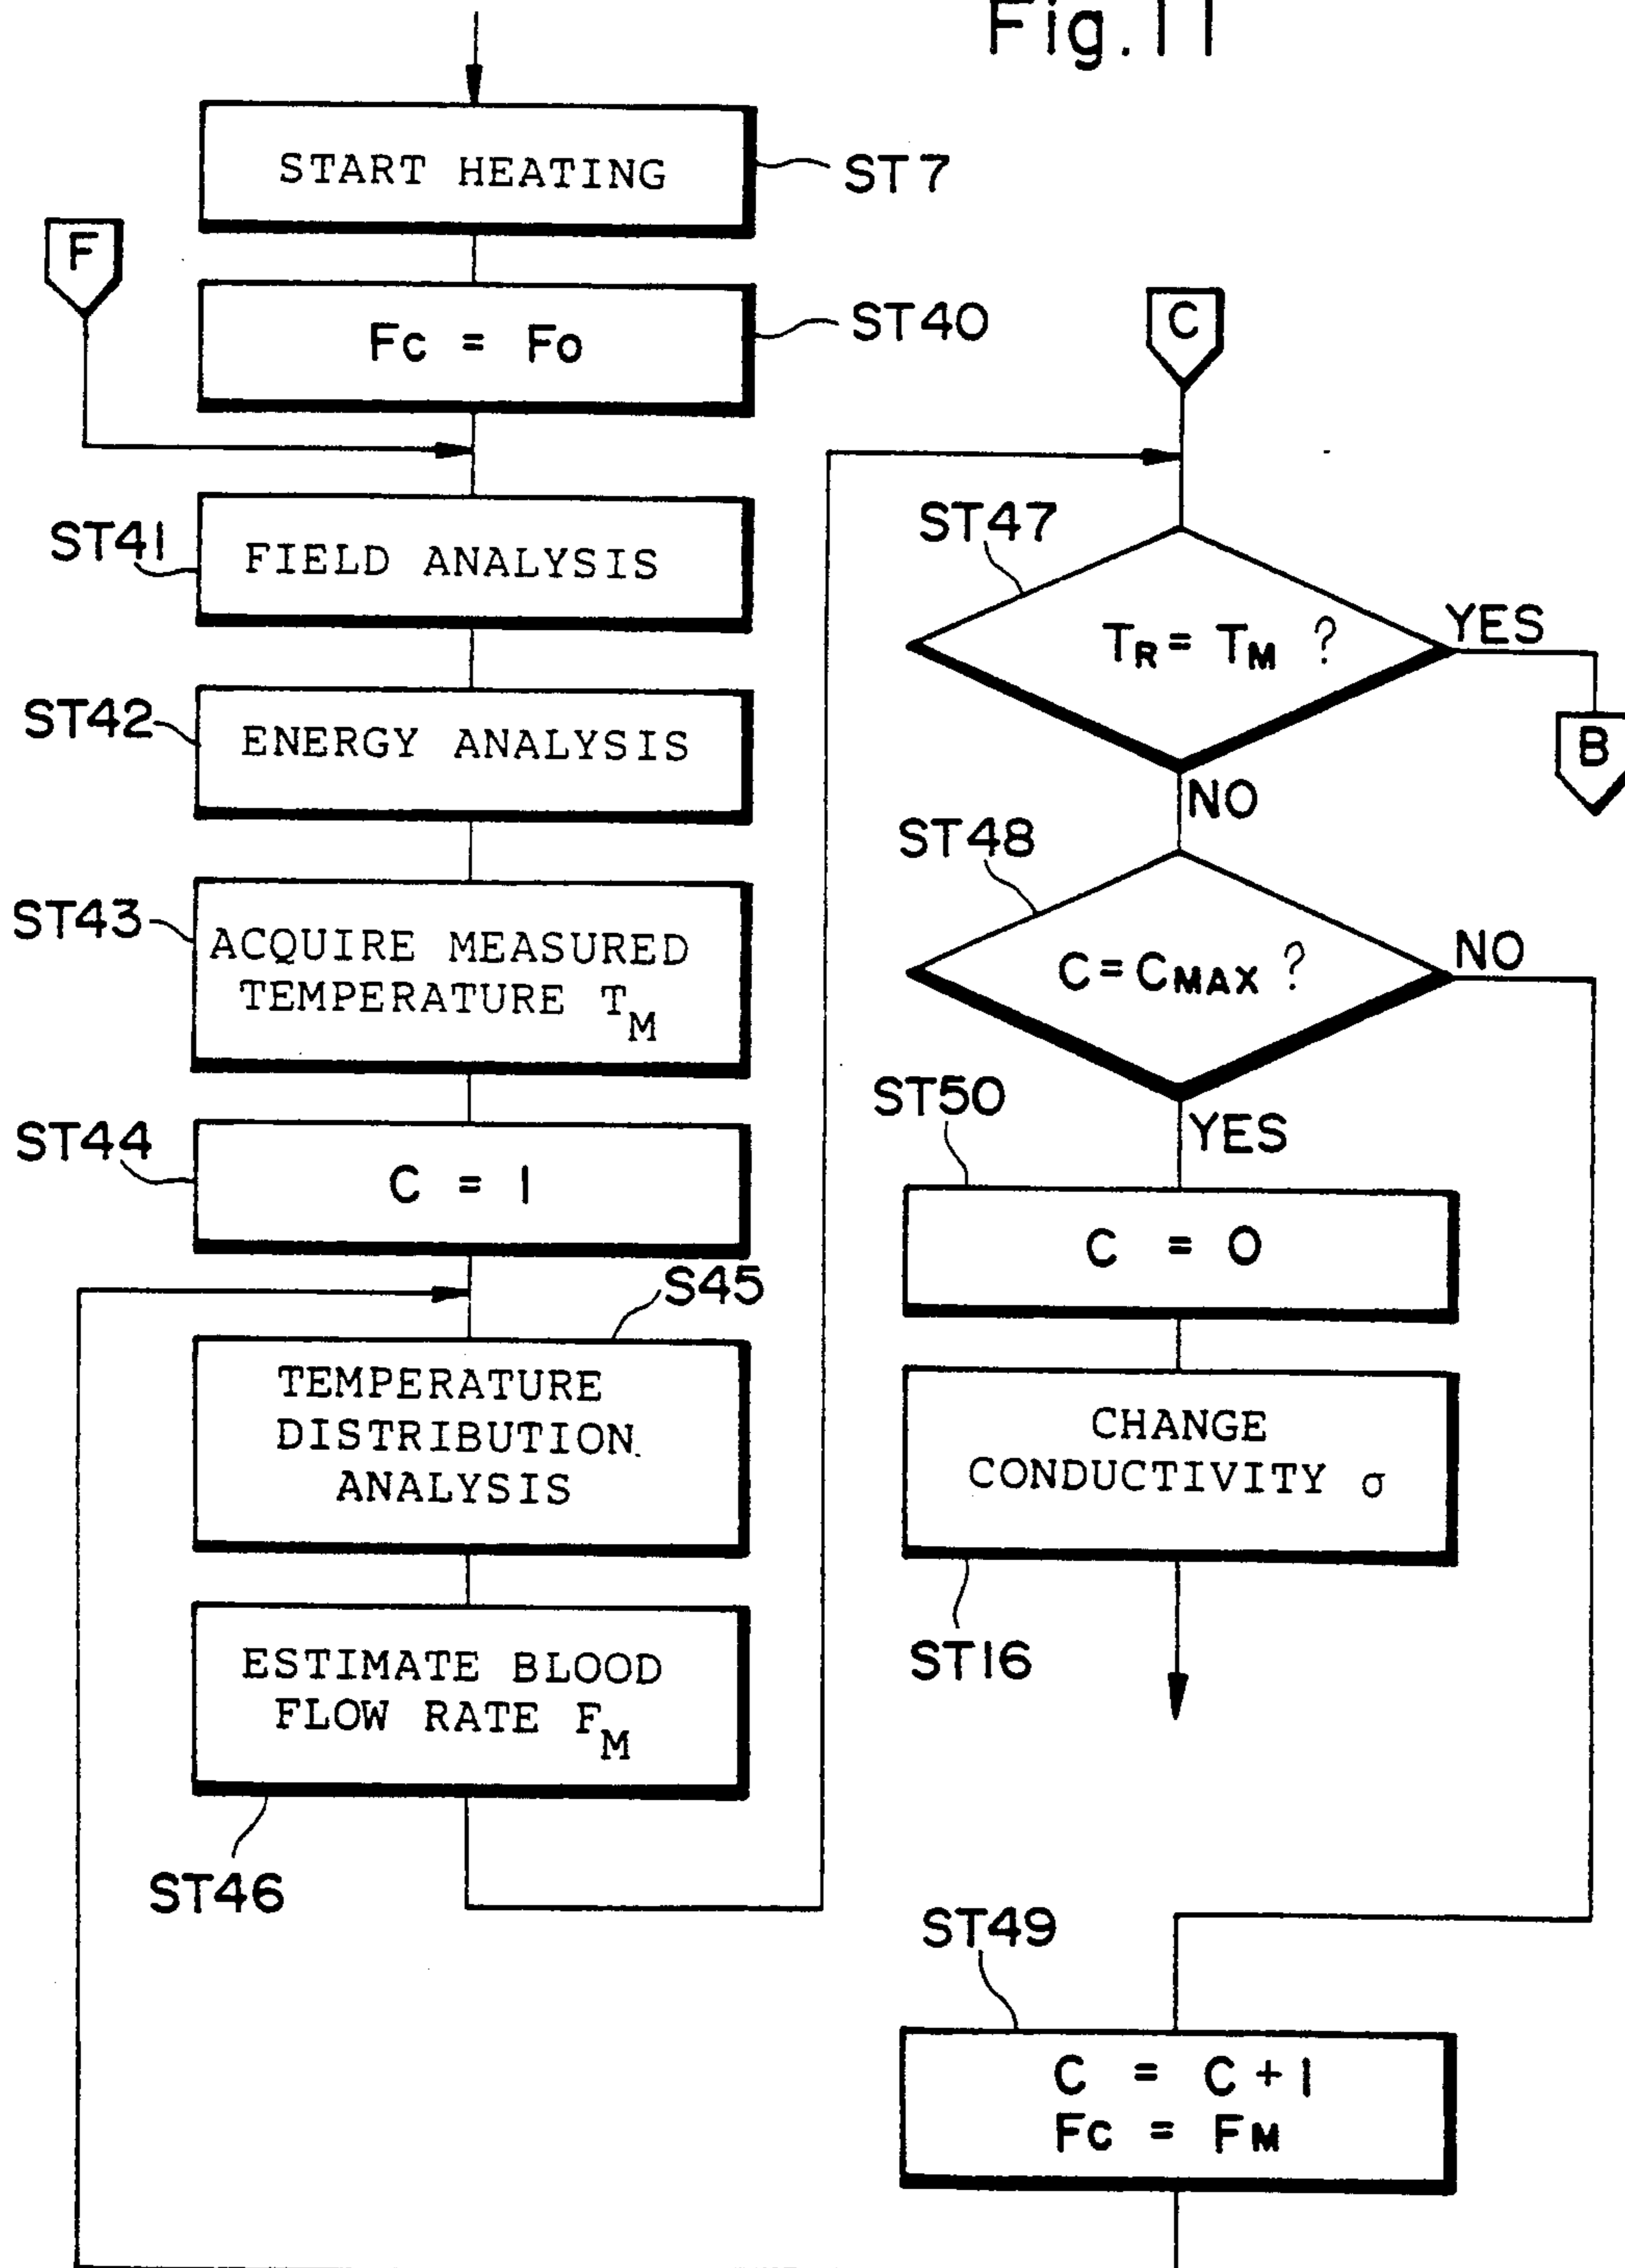 Fig.11
START HEATING
ST7
F
Fc = Fo
ST40
ST41
FIELD ANALYSIS
ST42
ENERGY ANALYSIS
ST43
ACQUIRE MEASURED
TEMPERATURE TM
ST44
C = 1
S45
TEMPERATURE
DISTRIBUTION
ANALYSIS
ESTIMATE BLOOD
FLOW RATE FM
ST46
C
ST47
TR = TM ?
YES
B
NO
ST48
C = CMAX ?
NO
YES
ST50
C = 0
CHANGE
CONDUCTIVITY σ
ST16
ST49
C = C + 1
Fc = FM